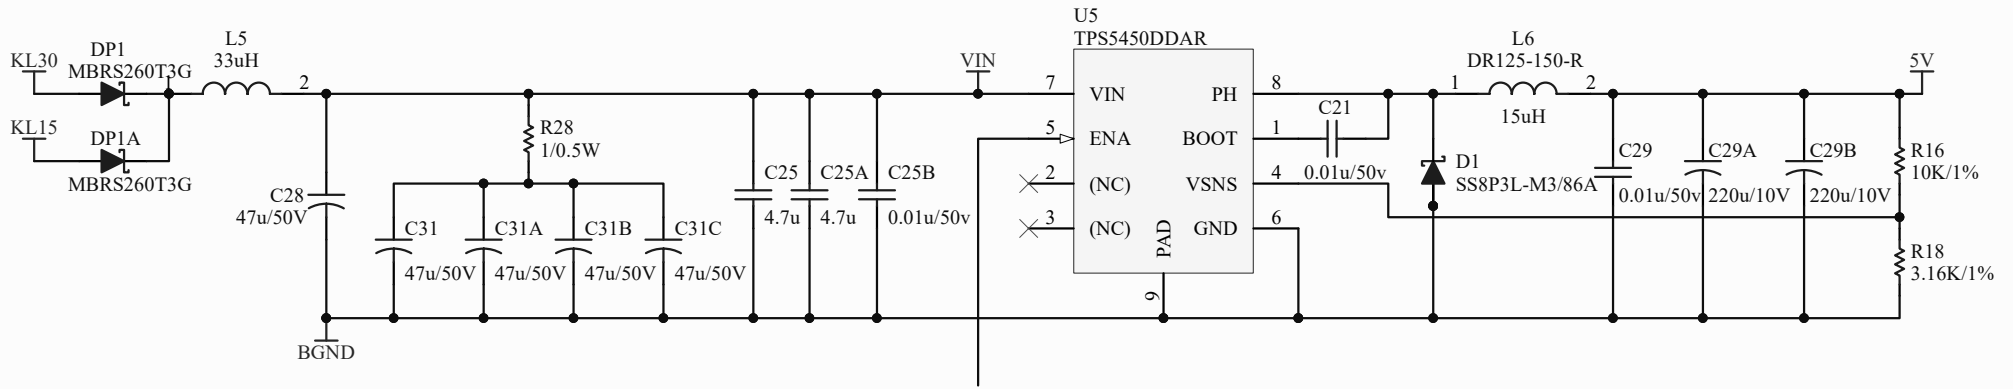 U5
TPS5450DDAR
KL30
DP1
MBRS260T3G
L5
33uH
2
VIN
7
VIN
PH
8
L6
DR125-150-R
1
2
15uH
5V
KL15
DP1A
MBRS260T3G
R28
1/0.5W
5
ENA
BOOT
1
C21
0.01u/50v
2
(NC)
VSNS
4
3
(NC)
GND
6
PAD
9
C28
47u/50V
C31
47u/50V
C31A
47u/50V
C31B
47u/50V
C31C
47u/50V
C25
4.7u
C25A
4.7u
C25B
0.01u/50v
D1
SS8P3L-M3/86A
C29
0.01u/50v
C29A
220u/10V
C29B
220u/10V
R16
10K/1%
R18
3.16K/1%
BGND